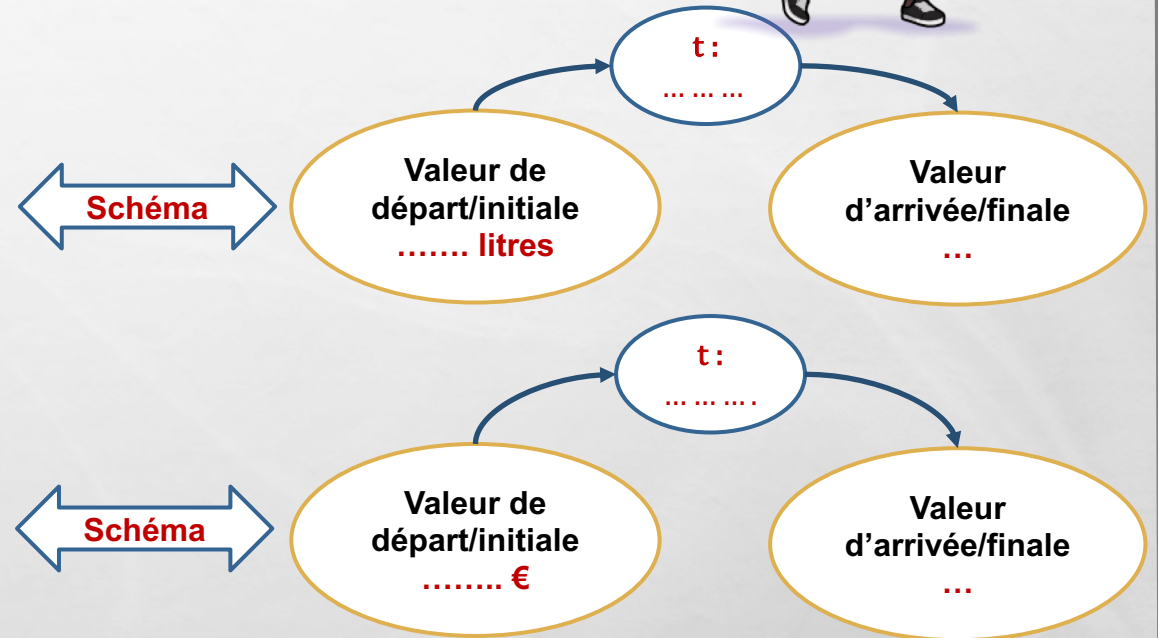 t :
... ... ...
Schéma
Valeur de
départ/initiale
....... litres
Valeur
d’arrivée/finale
...
t :
... ... ... .
Schéma
Valeur de
départ/initiale
........ €
Valeur
d’arrivée/finale
...